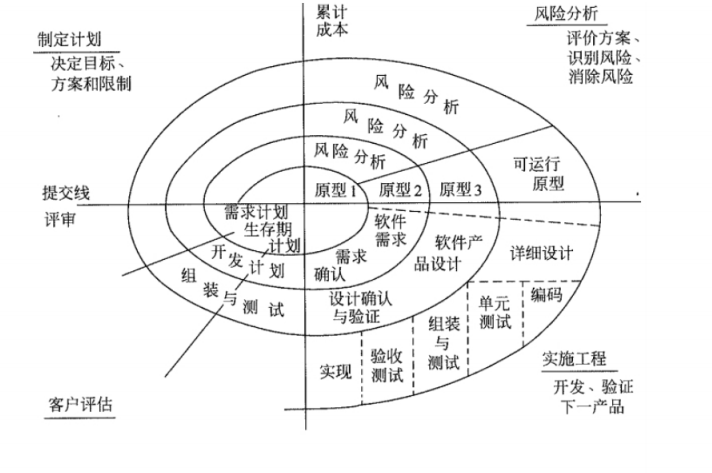 累计
成本
风险分析
评价方案、
识别风险、
消除风险
制定计划
决定目标、
方案和限制
风险分析
风险分析
风险分析
可运行
原型
提交线
原型1
原型2
原型3
评审
需求计划
生存期
计划
软件
需求
开发计划
需求
确认
软件产
品设计
详细设计
组装与测试
设计确认
与验证
单元
测试
编码
组装
与
测试
验收
测试
实现
实施工程
开发、验证
下一产品
客户评估